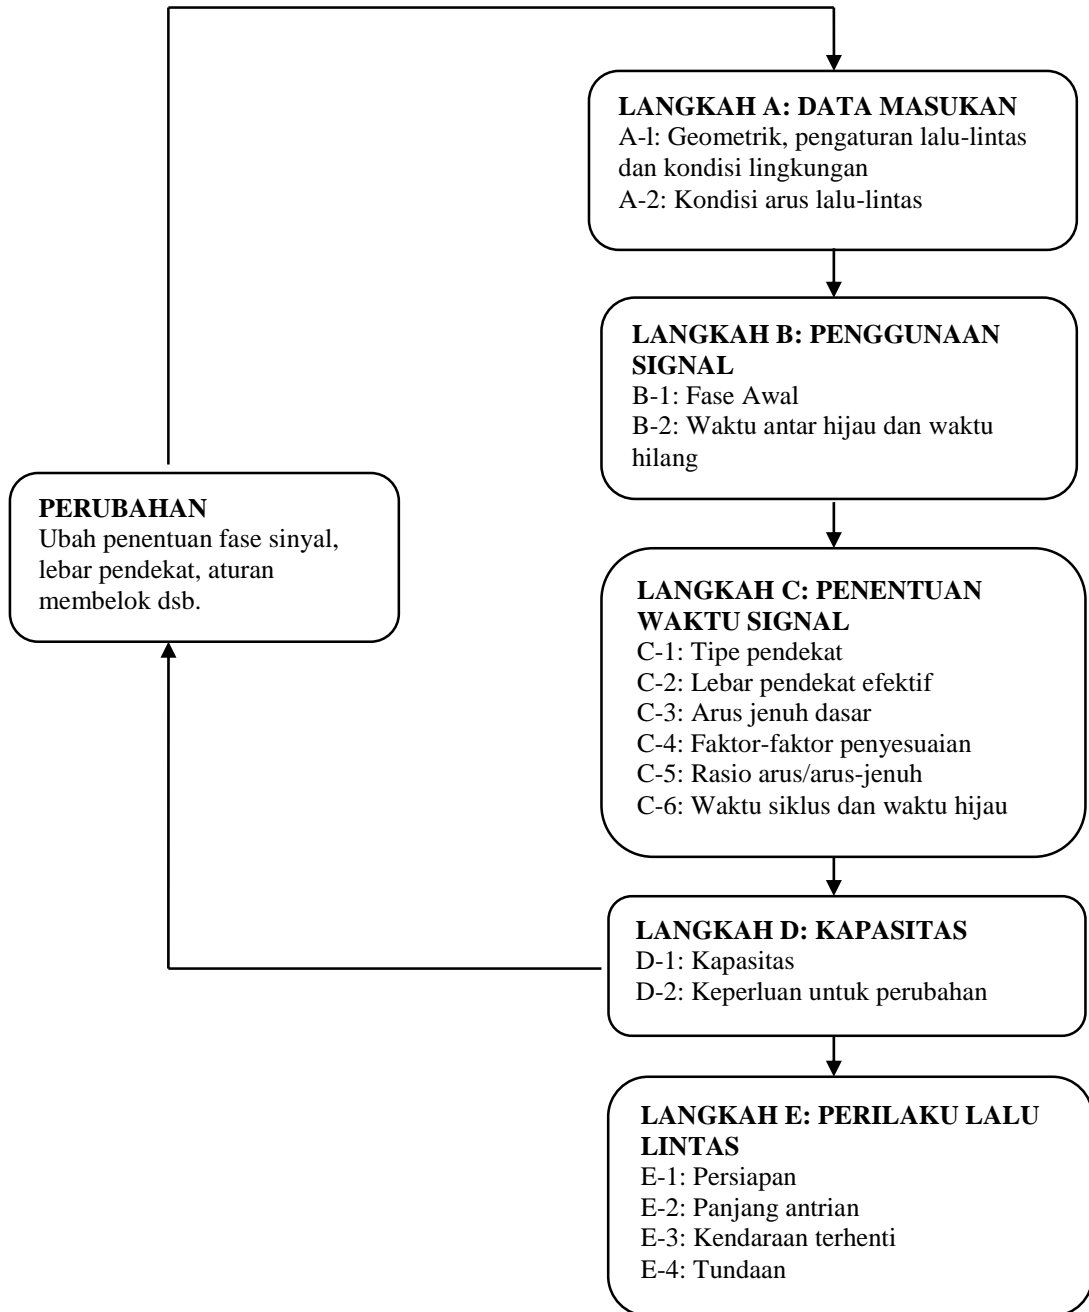 LANGKAH A: DATA MASUKAN
A-l: Geometrik, pengaturan lalu-lintas
dan kondisi lingkungan
A-2: Kondisi arus lalu-lintas
LANGKAH B: PENGGUNAAN
SIGNAL
B-1: Fase Awal
B-2: Waktu antar hijau dan waktu
hilang
PERUBAHAN
Ubah penentuan fase sinyal,
lebar pendekat, aturan
membelok dsb.
LANGKAH C: PENENTUAN
WAKTU SIGNAL
C-1: Tipe pendekat
C-2: Lebar pendekat efektif
C-3: Arus jenuh dasar
C-4: Faktor-faktor penyesuaian
C-5: Rasio arus/arus-jenuh
C-6: Waktu siklus dan waktu hijau
LANGKAH D: KAPASITAS
D-1: Kapasitas
D-2: Keperluan untuk perubahan
LANGKAH E: PERILAKU LALU
LINTAS
E-1: Persiapan
E-2: Panjang antrian
E-3: Kendaraan terhenti
E-4: Tundaan